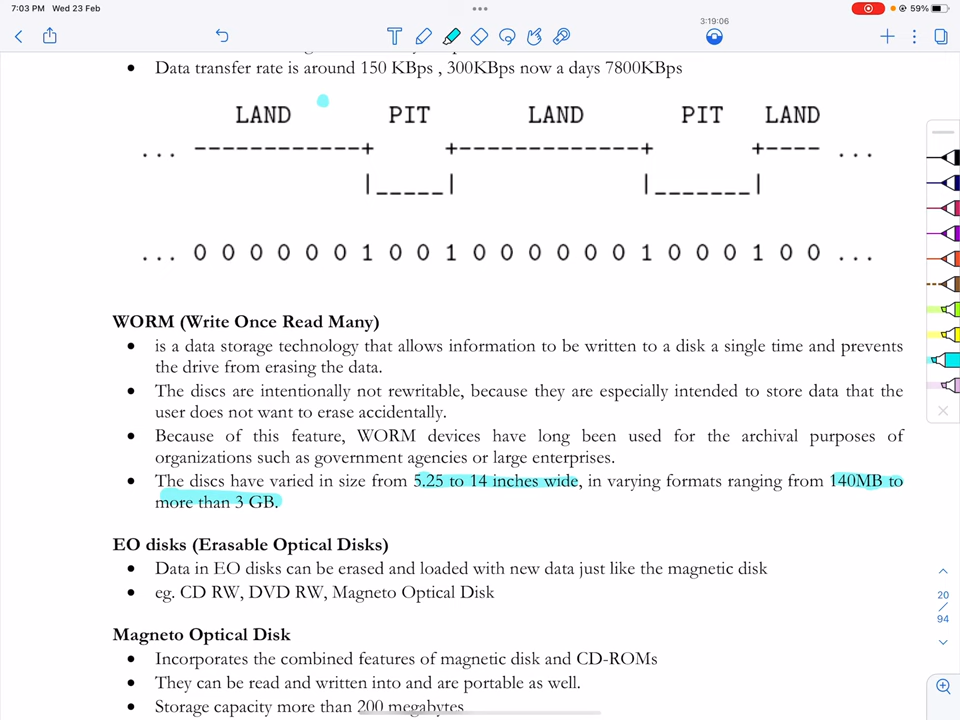 7:03 PM Wed 23 Feb
59%
3:19:06
• Data transfer rate is around 150 KBps , 300KBps now a days 7800KBps
LAND PIT LAND PIT LAND
... ------------+ +-------------+ +---- ...
|_____| |_______|
... 0 0 0 0 0 0 1 0 0 1 0 0 0 0 0 0 1 0 0 0 1 0 0 ...
WORM (Write Once Read Many)
• is a data storage technology that allows information to be written to a disk a single time and prevents
the drive from erasing the data.
• The discs are intentionally not rewritable, because they are especially intended to store data that the
user does not want to erase accidentally.
• Because of this feature, WORM devices have long been used for the archival purposes of
organizations such as government agencies or large enterprises.
• The discs have varied in size from 5.25 to 14 inches wide, in varying formats ranging from 140MB to
more than 3 GB.
EO disks (Erasable Optical Disks)
• Data in EO disks can be erased and loaded with new data just like the magnetic disk
• eg. CD RW, DVD RW, Magneto Optical Disk
Magneto Optical Disk
• Incorporates the combined features of magnetic disk and CD-ROMs
• They can be read and written into and are portable as well.
• Storage capacity more than 200 megabytes
20
/
94